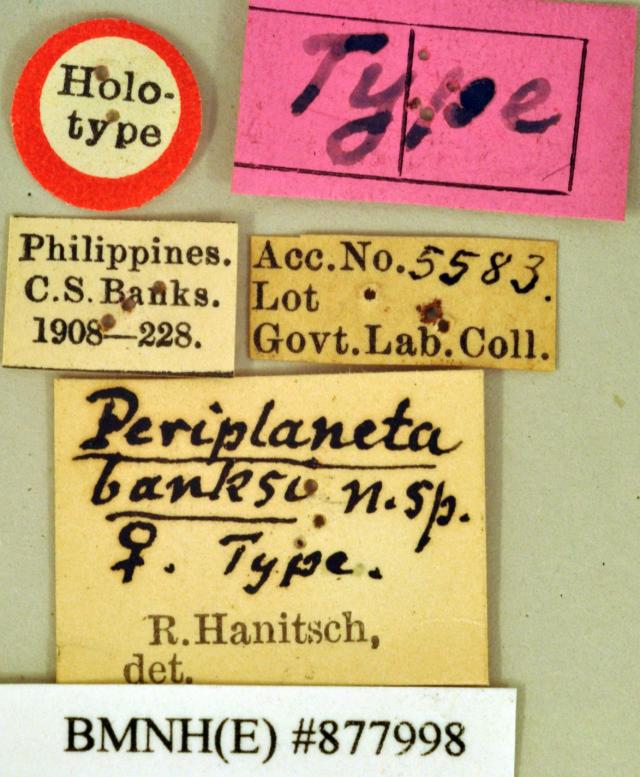 Holo-
type
Type
Philippines.
C.S. Banks.
1908—228.
Acc. No. 5583.
Lot
Govt. Lab. Coll.
Periplaneta
banksi n. sp.
♀. Type.
R. Hanitsch,
det.
BMNH(E) #877998